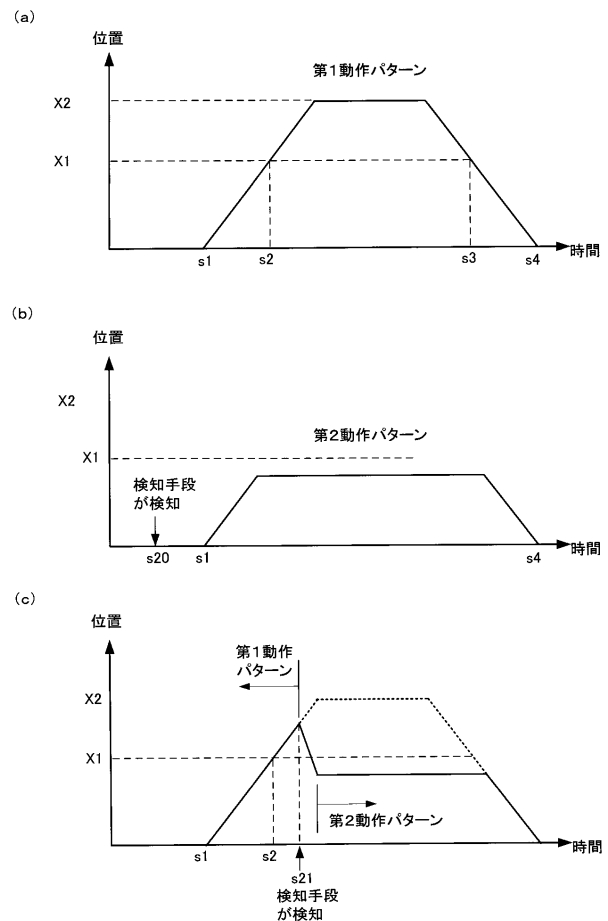 (a)
位置
第1動作パターン
X2
X1
s1
s2
s3
s4
時間
(b)
位置
X2
第2動作パターン
X1
検知手段
が検知
s20
s1
s4
時間
(c)
位置
第1動作
パターン
X2
X1
第2動作パターン
s1
s2
時間
s21
検知手段
が検知